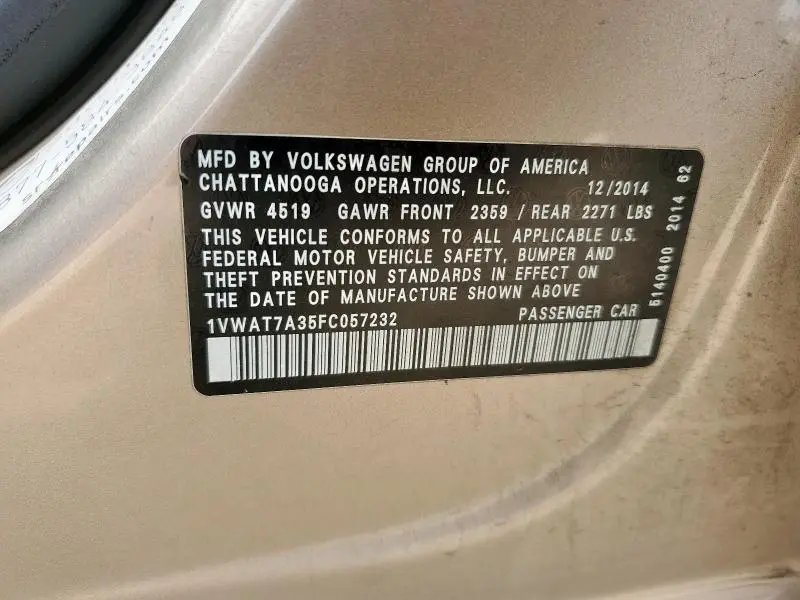 MFD BY VOLKSWAGEN GROUP OF AMERICA
CHATTANOOGA OPERATIONS, LLC. 12/2014
GVWR 4519 GAWR FRONT 2359 / REAR 2271 LBS
THIS VEHICLE CONFORMS TO ALL APPLICABLE U.S.
FEDERAL MOTOR VEHICLE SAFETY, BUMPER AND
THEFT PREVENTION STANDARDS IN EFFECT ON
THE DATE OF MANUFACTURE SHOWN ABOVE
1VWAT7A35FC057232 PASSENGER CAR
5140400 2014 62